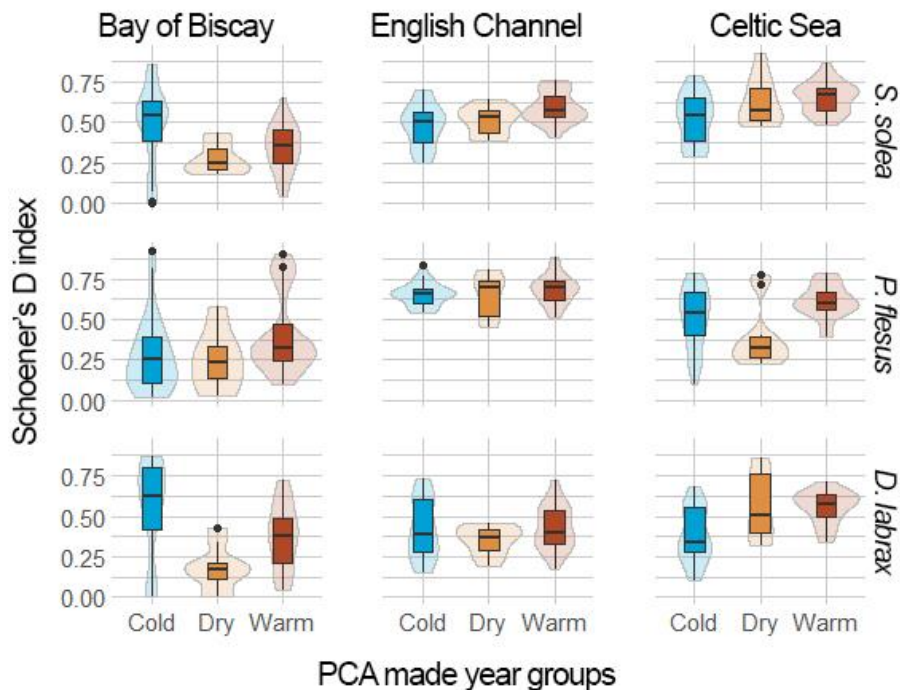 Bay of Biscay English Channel Celtic Sea
Schoener's D index
0.75
0.50
0.25
0.00
S. solea
0.75
0.50
0.25
0.00
P. flesus
0.75
0.50
0.25
0.00
D. labrax
Cold Dry Warm Cold Dry Warm Cold Dry Warm
PCA made year groups